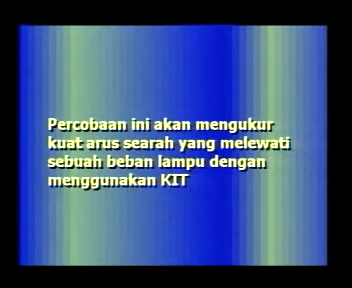 Percobaan ini akan mengukur
kuat arus searah yang melewati
sebuah beban lampu dengan
menggunakan KIT